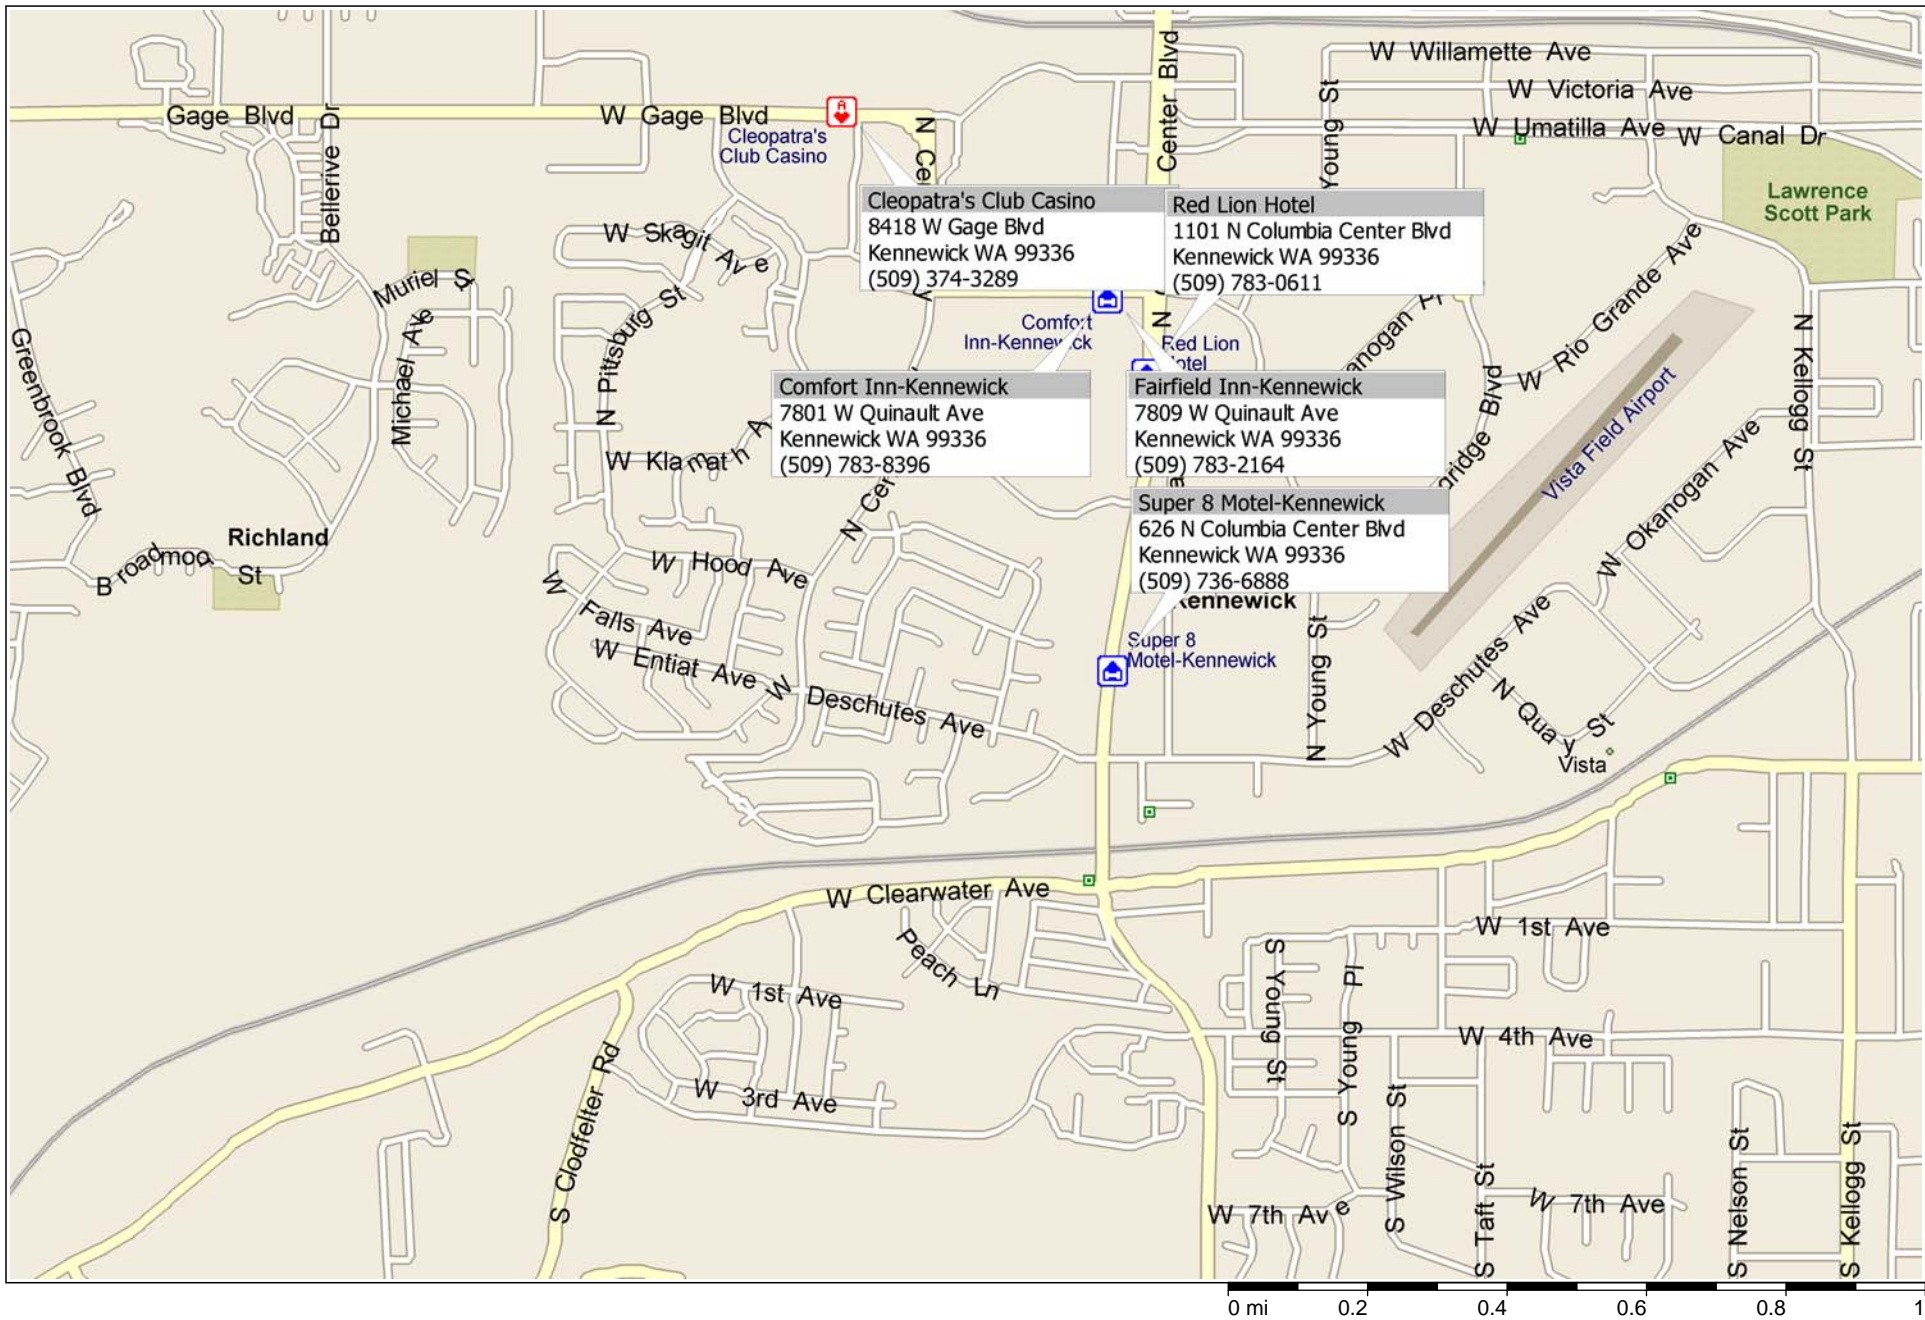 W Willamette Ave
W Victoria Ave
W Umatilla Ave
W Canal Dr
Gage Blvd
W Gage Blvd
Bellerive Dr
Center Blvd
Young St
Cleopatra's
Club Casino
Lawrence
Scott Park
Cleopatra's Club Casino
8418 W Gage Blvd
Kennewick WA 99336
(509) 374-3289
Red Lion Hotel
1101 N Columbia Center Blvd
Kennewick WA 99336
(509) 783-0611
W Skagit Ave
Muriel St
N Pittsburg St
Michael Ave
Greenbrook Blvd
Comfort
Inn-Kennewick
N
Red Lion
W Rio Grande Ave
N Kellogg St
Vista Field Airport
Comfort Inn-Kennewick
7801 W Quinault Ave
Kennewick WA 99336
(509) 783-8396
Fairfield Inn-Kennewick
7809 W Quinault Ave
Kennewick WA 99336
(509) 783-2164
W Klamath A
Super 8 Motel-Kennewick
626 N Columbia Center Blvd
Kennewick WA 99336
(509) 736-6888
Kennewick
W Okanogan Ave
Richland
Broadmoor St
W Hood Ave
W Falls Ave
W Entiat Ave
W Deschutes Ave
Super 8
Motel-Kennewick
N Young St
W Deschutes Ave
N Quay St
Vista
W Clearwater Ave
Peach Ln
W 1st Ave
W 1st Ave
S Young St
S Young Pl
W 4th Ave
S Clodfelter Rd
W 3rd Ave
S Wilson St
S Taft St
W 7th Ave
W 7th Ave
S Nelson St
S Kellogg St
0 mi 0.2 0.4 0.6 0.8 1